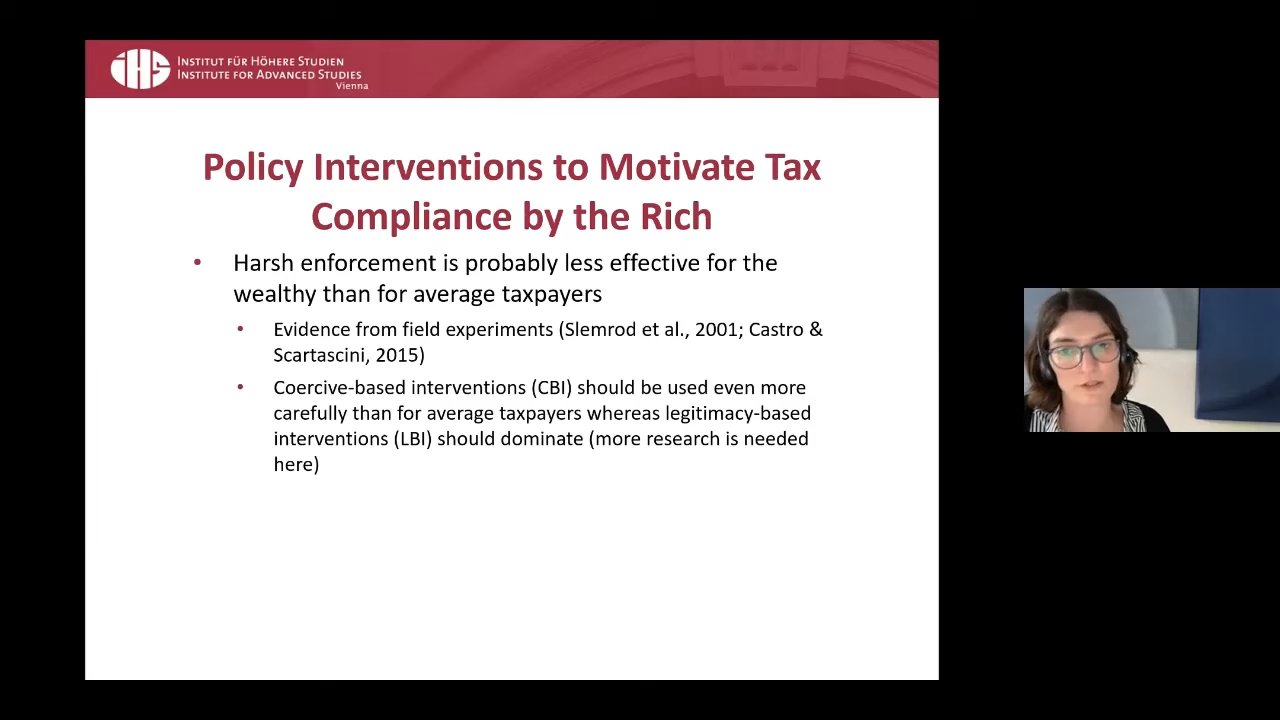 iHS
INSTITUT FÜR HÖHERE STUDIEN
INSTITUTE FOR ADVANCED STUDIES
Vienna
Policy Interventions to Motivate Tax
Compliance by the Rich
• Harsh enforcement is probably less effective for the
wealthy than for average taxpayers
• Evidence from field experiments (Slemrod et al., 2001; Castro &
Scartascini, 2015)
• Coercive-based interventions (CBI) should be used even more
carefully than for average taxpayers whereas legitimacy-based
interventions (LBI) should dominate (more research is needed
here)